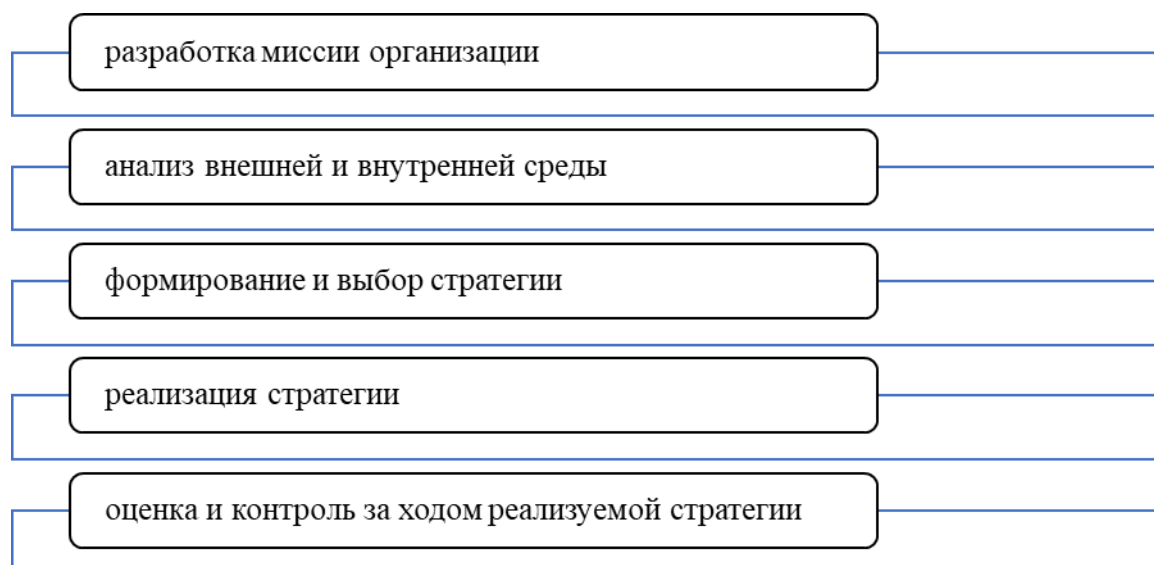 разработка миссии организации
анализ внешней и внутренней среды
формирование и выбор стратегии
реализация стратегии
оценка и контроль за ходом реализуемой стратегии